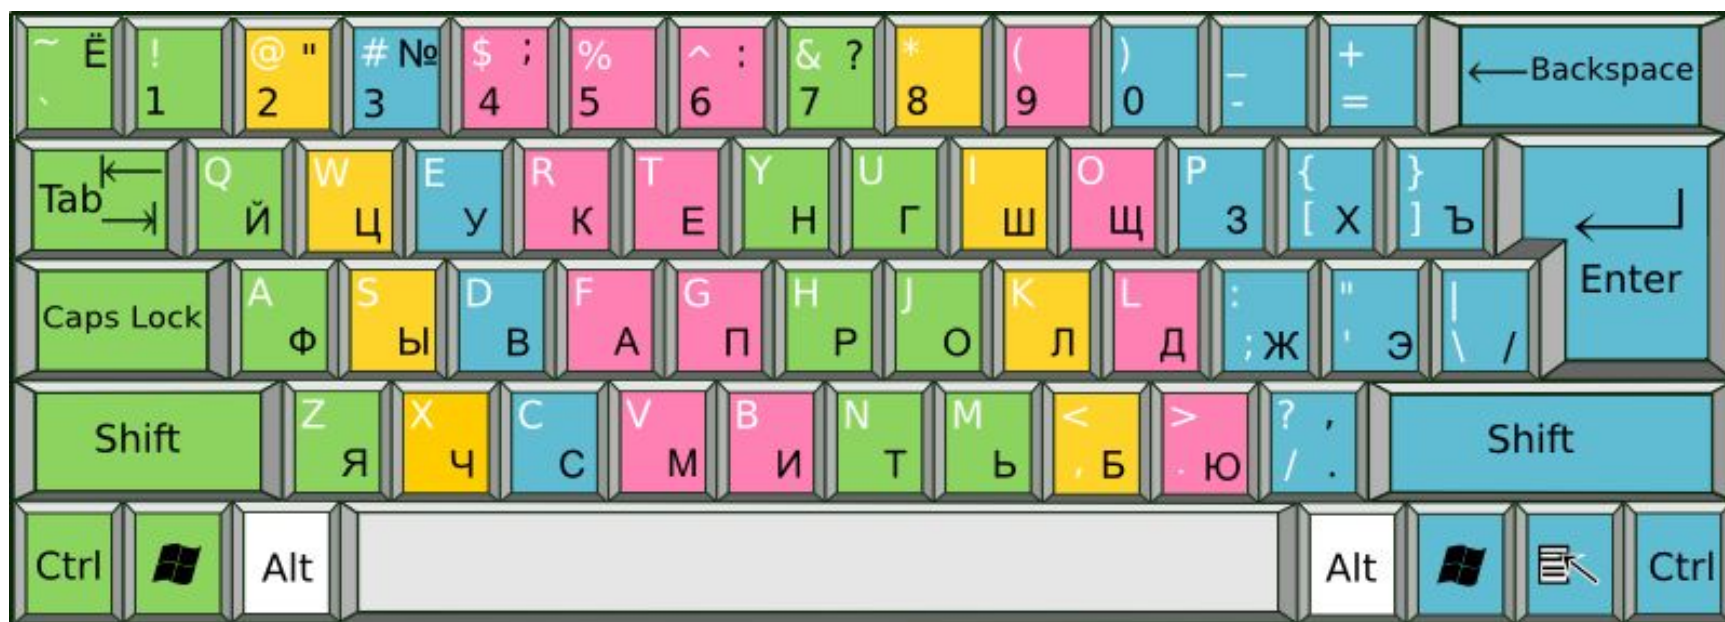 ~ Ё ! @ " # № $ ; % ^ : & ? * ( ) _ + ←Backspace
` 1 2 3 4 5 6 7 8 9 0 - =
Tab Q Й W Ц E У R К T Е Y Н U Г I Ш O Щ P З { [ Х } ] Ъ
Caps Lock A Ф S Ы D В F А G П H Р J О K Л L Д : ; Ж " ' Э | \ / Enter
Shift Z Я X Ч C С V М B И N Т M Ь < , Б > . Ю ? , / . Shift
Ctrl Alt Alt Ctrl